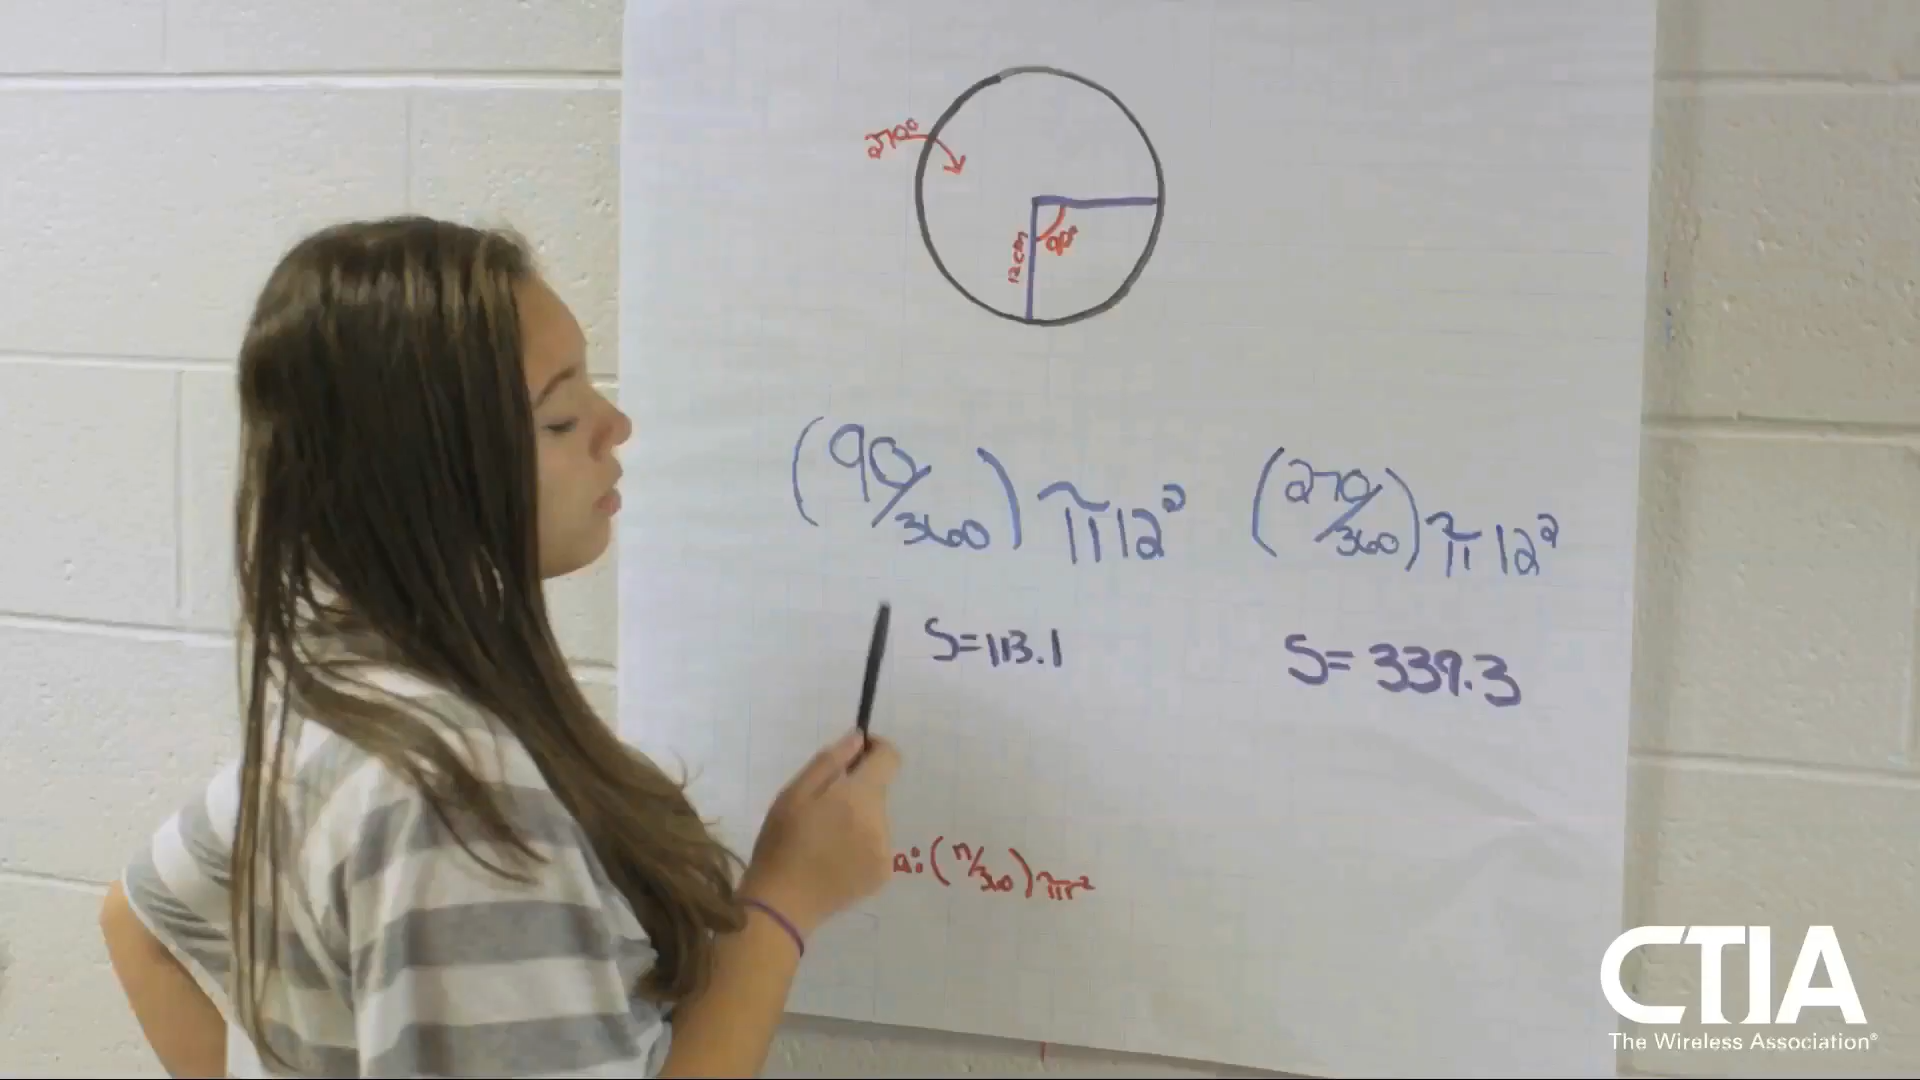 270°
90°
12cm
(90/360) π12² (270/360) π12²
S=113.1 S=339.3
a:(n/360)πr²
CTIA
The Wireless Association®